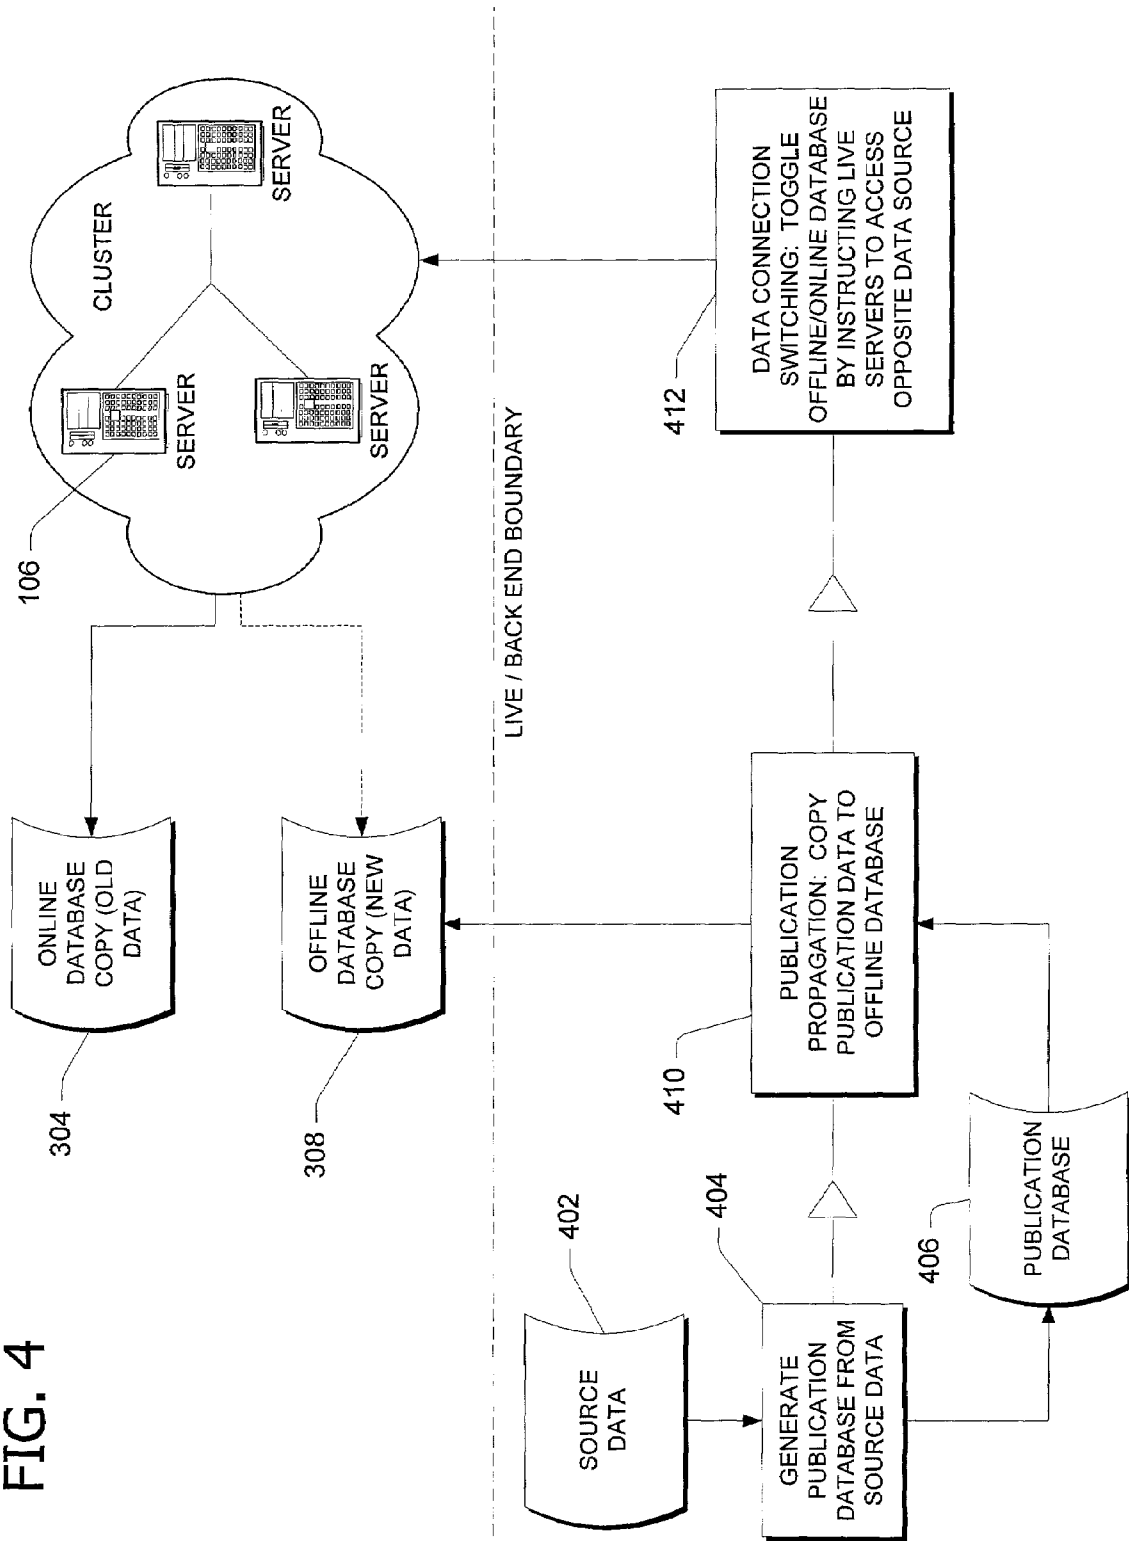 FIG. 4
304
ONLINE
DATABASE
COPY (OLD
DATA)
308
OFFLINE
DATABASE
COPY (NEW
DATA)
106
CLUSTER
SERVER
SERVER
SERVER
LIVE / BACK END BOUNDARY
402
SOURCE
DATA
404
GENERATE
PUBLICATION
DATABASE FROM
SOURCE DATA
406
PUBLICATION
DATABASE
410
PUBLICATION
PROPAGATION: COPY
PUBLICATION DATA TO
OFFLINE DATABASE
412
DATA CONNECTION
SWITCHING: TOGGLE
OFFLINE/ONLINE DATABASE
BY INSTRUCTING LIVE
SERVERS TO ACCESS
OPPOSITE DATA SOURCE